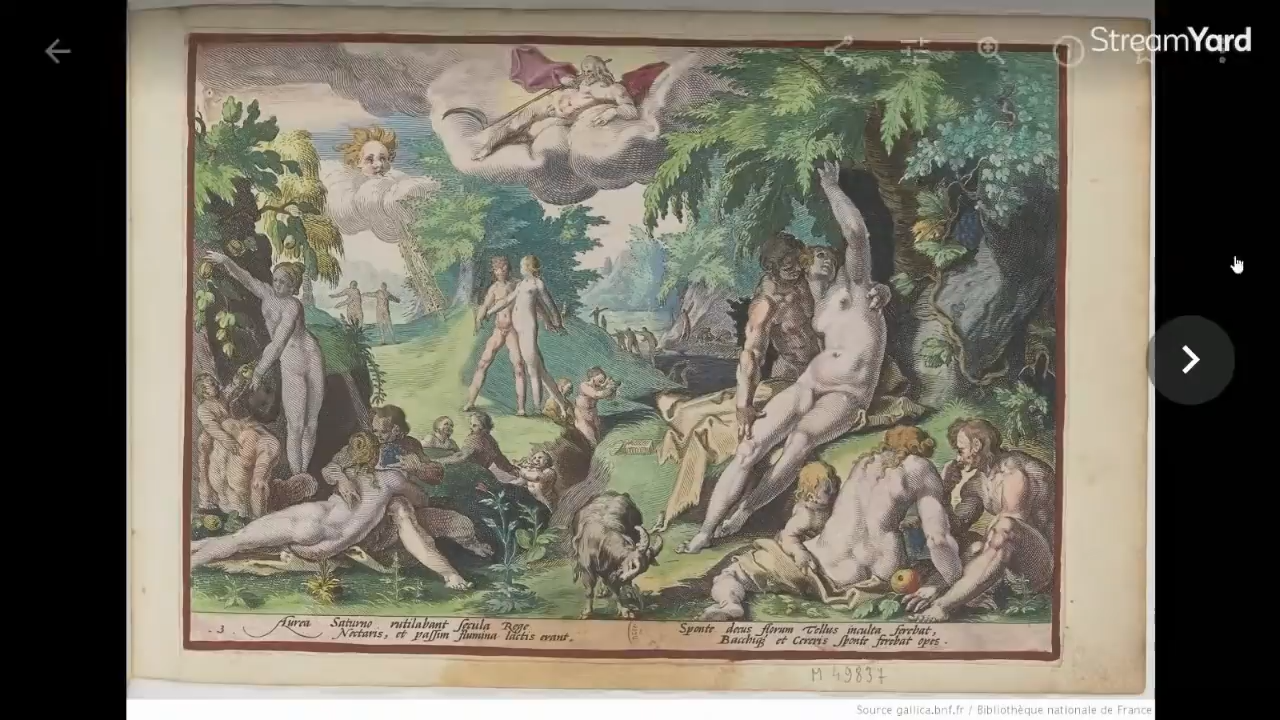 StreamYard
3
Aurea Saturno rutilabant secula Rege
Nectaris, et passim flumina lactis erant.
Sponte decus florum Tellus inculta ferebat,
Bacchiq; et Cereris sponte ferebat opes.
M 49837
Source gallica.bnf.fr / Bibliothèque nationale de France